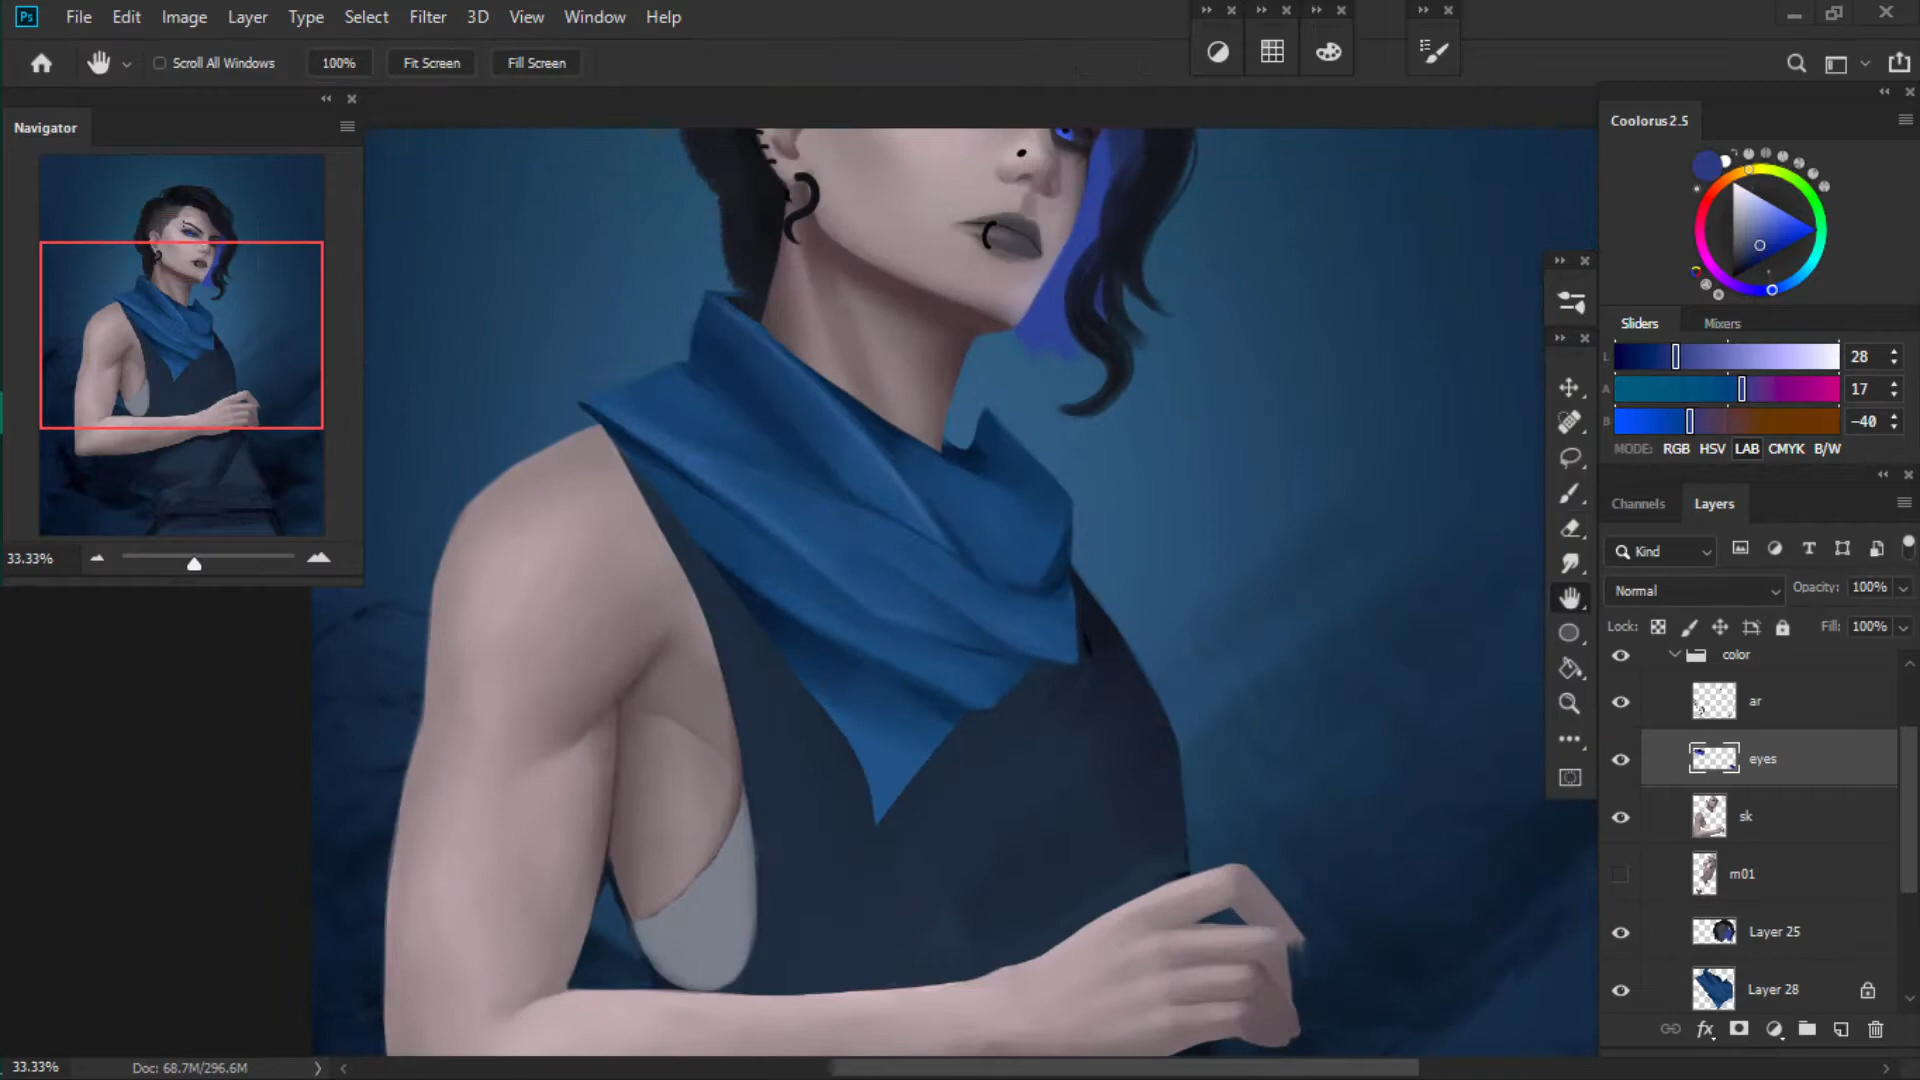 Ps File Edit Image Layer Type Select Filter 3D View Window Help
Scroll All Windows 100% Fit Screen Fill Screen
Navigator
33.33%
Coolorus2.5
Sliders Mixers
L 28
A 17
B -40
MODE: RGB HSV LAB CMYK B/W
Channels Layers
Kind
Normal Opacity: 100%
Lock: Fill: 100%
color
ar
eyes
sk
m01
Layer 25
Layer 28
fx
33.33% Doc: 68.7M/296.6M